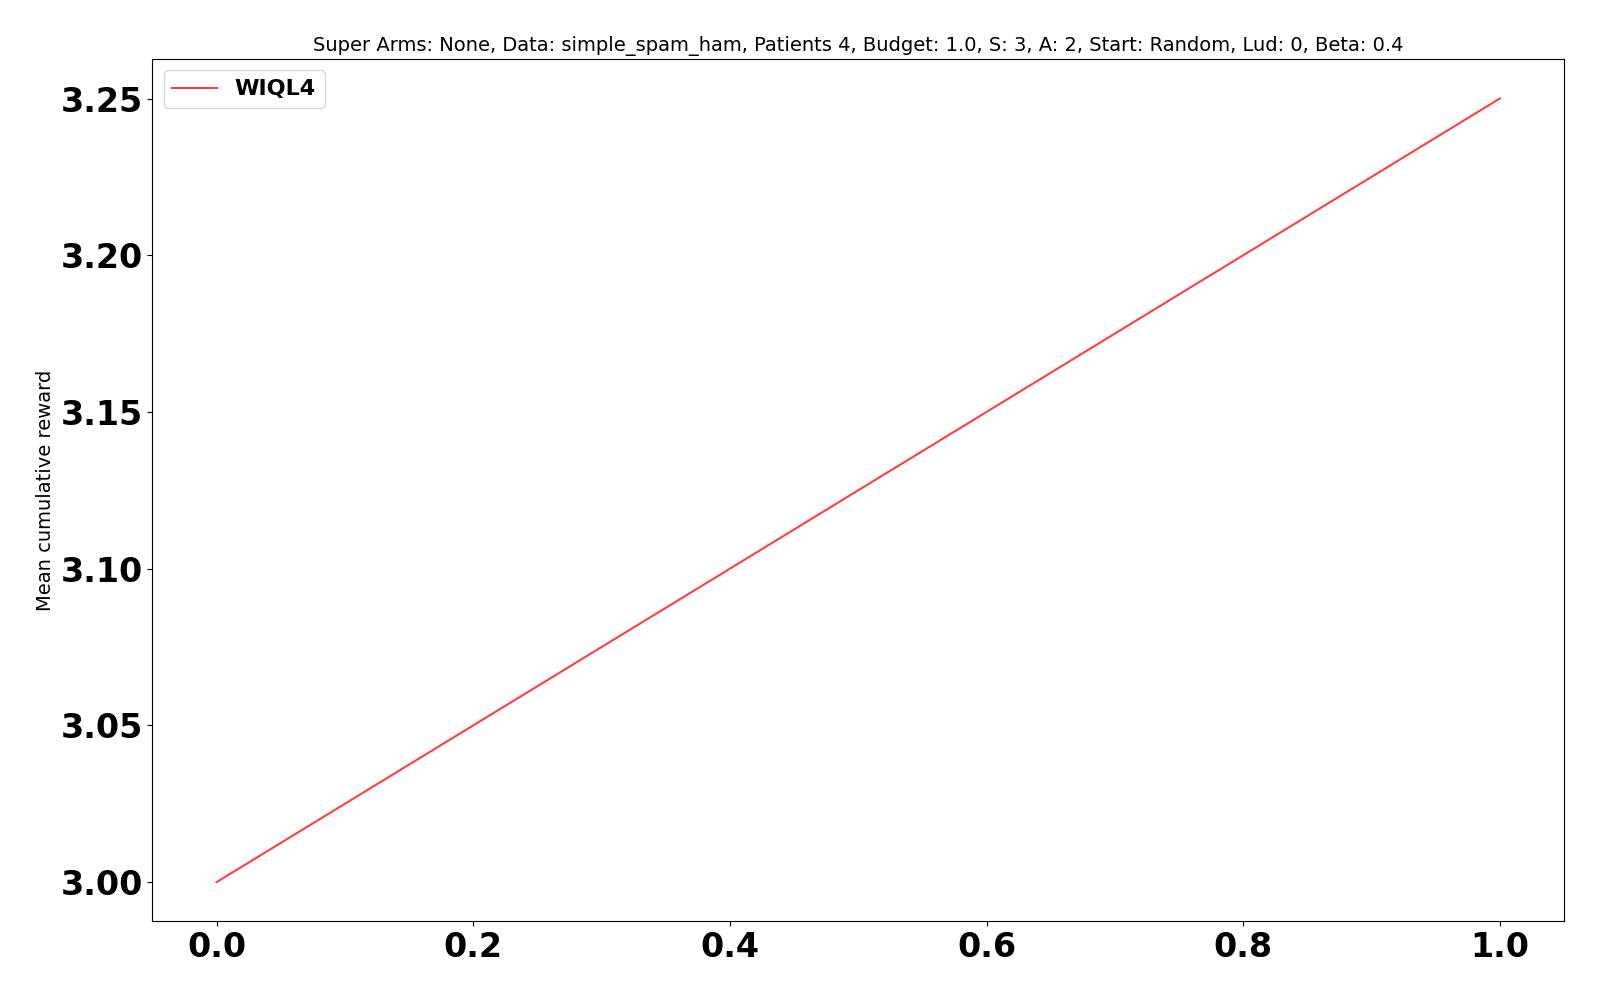 Super Arms: None, Data: simple_spam_ham, Patients 4, Budget: 1.0, S: 3, A: 2, Start: Random, Lud: 0, Beta: 0.4
WIQL4
3.25
3.20
3.15
3.10
3.05
3.00
Mean cumulative reward
0.0 0.2 0.4 0.6 0.8 1.0